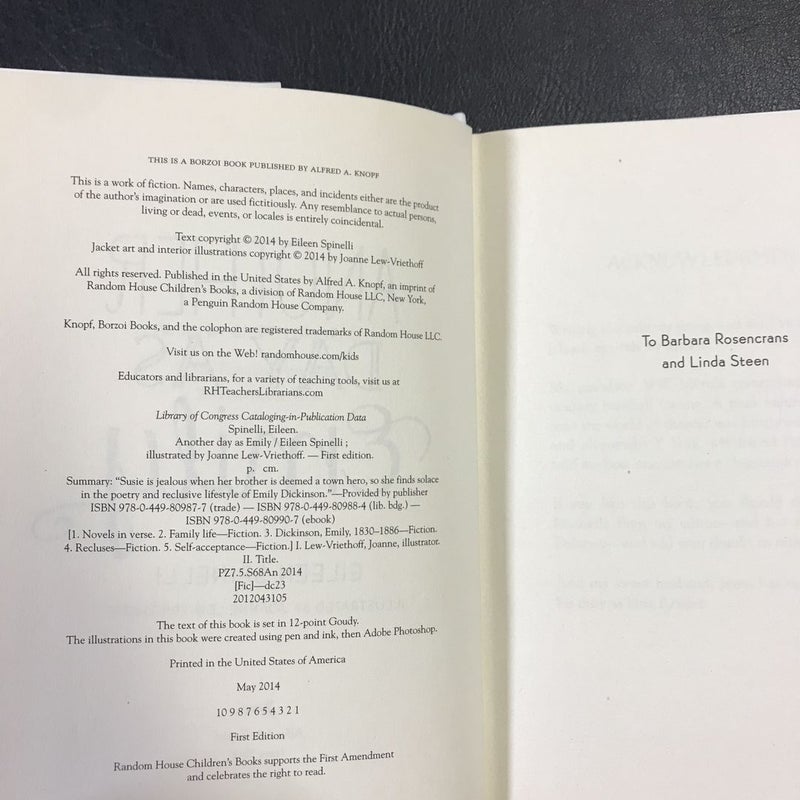 THIS IS A BORZOI BOOK PUBLISHED BY ALFRED A. KNOPF
This is a work of fiction. Names, characters, places, and incidents either are the product
of the author's imagination or are used fictitiously. Any resemblance to actual persons,
living or dead, events, or locales is entirely coincidental.
Text copyright © 2014 by Eileen Spinelli
Jacket art and interior illustrations copyright © 2014 by Joanne Lew-Vriethoff
All rights reserved. Published in the United States by Alfred A. Knopf, an imprint of
Random House Children's Books, a division of Random House LLC, New York,
a Penguin Random House Company.
Knopf, Borzoi Books, and the colophon are registered trademarks of Random House LLC.
Visit us on the Web! randomhouse.com/kids
Educators and librarians, for a variety of teaching tools, visit us at
RHTeachersLibrarians.com
Library of Congress Cataloging-in-Publication Data
Spinelli, Eileen.
Another day as Emily / Eileen Spinelli ;
illustrated by Joanne Lew-Vriethoff. — First edition.
p. cm.
Summary: "Susie is jealous when her brother is deemed a town hero, so she finds solace
in the poetry and reclusive lifestyle of Emily Dickinson."—Provided by publisher
ISBN 978-0-449-80987-7 (trade) — ISBN 978-0-449-80988-4 (lib. bdg.) —
ISBN 978-0-449-80990-7 (ebook)
[1. Novels in verse. 2. Family life—Fiction. 3. Dickinson, Emily, 1830–1886—Fiction.
4. Recluses—Fiction. 5. Self-acceptance—Fiction.] I. Lew-Vriethoff, Joanne, illustrator.
II. Title.
PZ7.5.S68An 2014
[Fic]—dc23
2012043105
The text of this book is set in 12-point Goudy.
The illustrations in this book were created using pen and ink, then Adobe Photoshop.
Printed in the United States of America
May 2014
10 9 8 7 6 5 4 3 2 1
First Edition
Random House Children's Books supports the First Amendment
and celebrates the right to read.
To Barbara Rosencrans
and Linda Steen